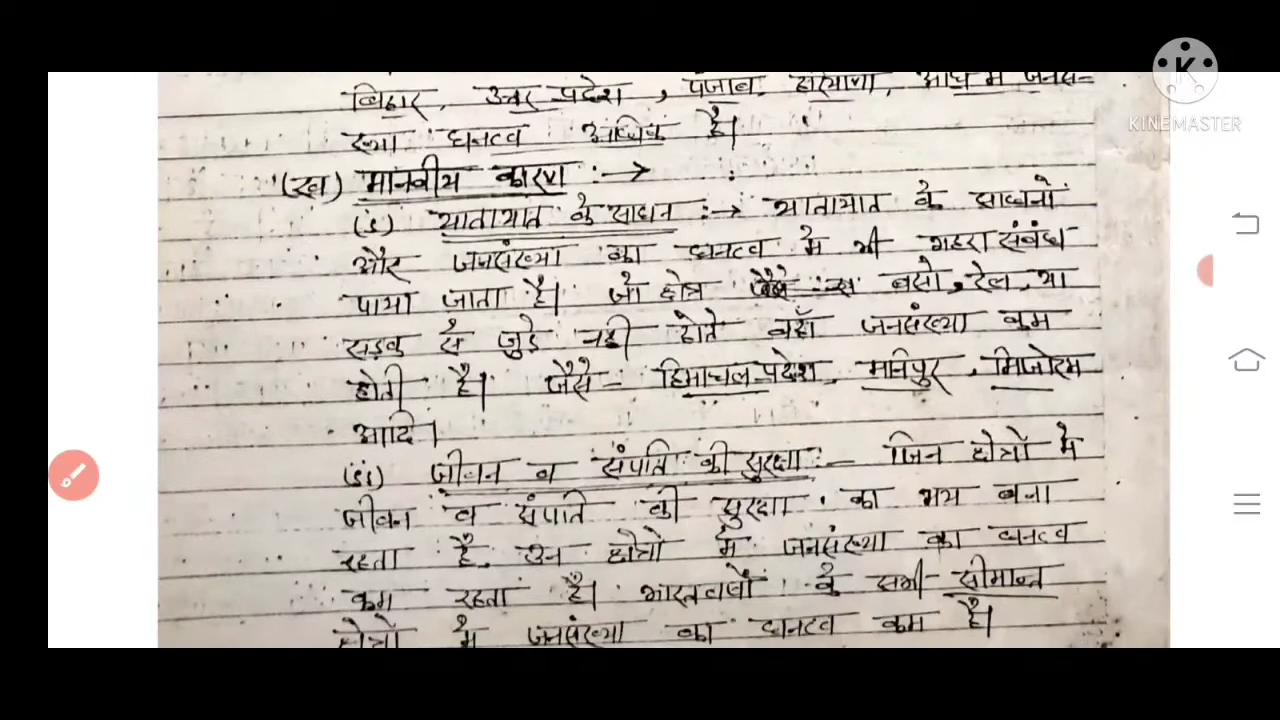 बिहार, उत्तर प्रदेश, पंजाब, हरियाणा, आदि में जनसं-
ख्या घनत्व अधिक है।
(ख) मानवीय कारण :→
(i) यातायात के साधन :→ यातायात के साधनों
और जनसंख्या का घनत्व में भी गहरा संबंध
पाया जाता है। जो क्षेत्र बसो, रेल, या
सड़क से जुड़े नही होते वहाँ जनसंख्या कम
होती है। जैसे - हिमाचल प्रदेश, मनिपुर, मिजोरम
आदि।
(ii) जीवन व संपति की सुरक्षा :- जिन क्षेत्रों में
जीवन व संपति की सुरक्षा का भय बना
रहता है, उन क्षेत्रों में जनसंख्या का घनत्व
कम रहता है। भारतवर्षो के सभी सीमान्त
क्षेत्रों में जनसंख्या का घनत्व कम है।
K
KINEMASTER